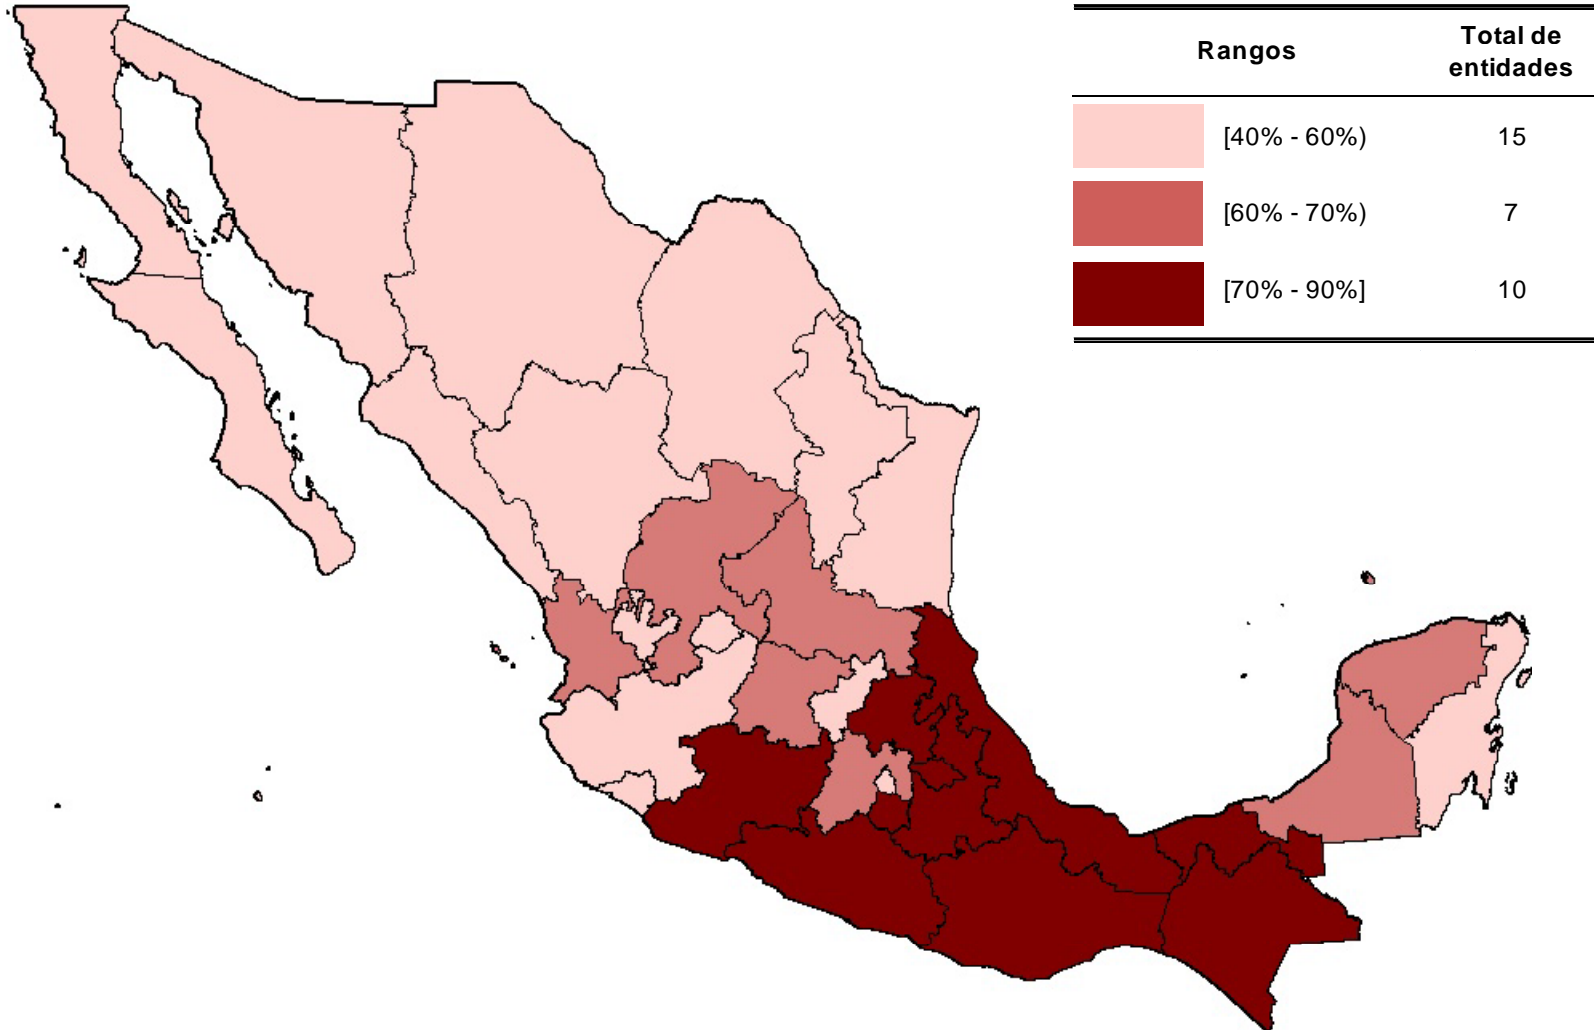 Rangos
Total de
entidades
[40% - 60%) 15
[60% - 70%) 7
[70% - 90%] 10